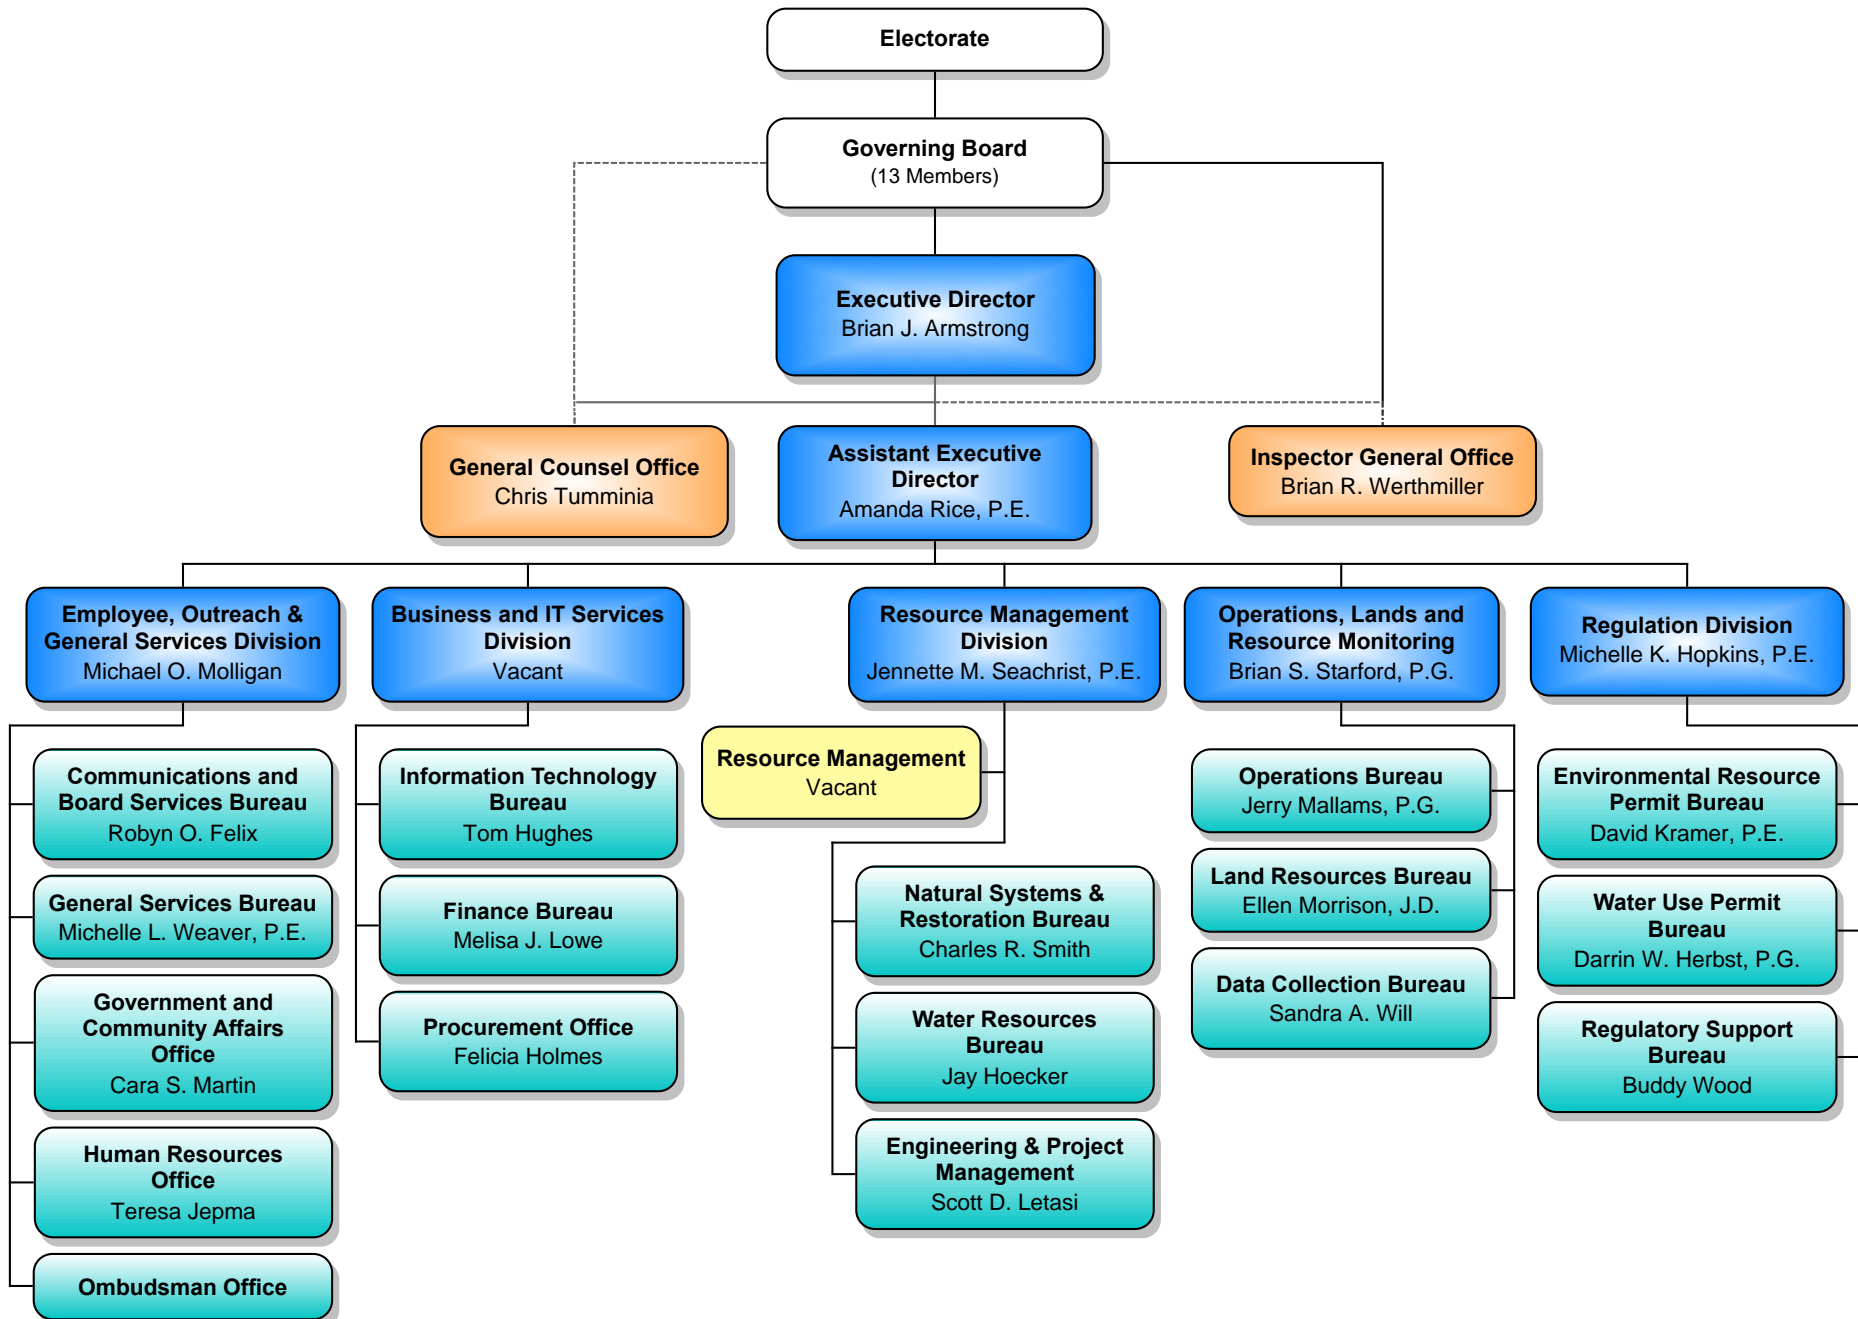 Electorate
Governing Board
(13 Members)
Executive Director
Brian J. Armstrong
General Counsel Office
Chris Tumminia
Assistant Executive
Director
Amanda Rice, P.E.
Inspector General Office
Brian R. Werthmiller
Employee, Outreach &
General Services Division
Michael O. Molligan
Business and IT Services
Division
Vacant
Resource Management
Division
Jennette M. Seachrist, P.E.
Operations, Lands and
Resource Monitoring
Brian S. Starford, P.G.
Regulation Division
Michelle K. Hopkins, P.E.
Communications and
Board Services Bureau
Robyn O. Felix
General Services Bureau
Michelle L. Weaver, P.E.
Government and
Community Affairs
Office
Cara S. Martin
Human Resources
Office
Teresa Jepma
Ombudsman Office
Information Technology
Bureau
Tom Hughes
Finance Bureau
Melisa J. Lowe
Procurement Office
Felicia Holmes
Resource Management
Vacant
Natural Systems &
Restoration Bureau
Charles R. Smith
Water Resources
Bureau
Jay Hoecker
Engineering & Project
Management
Scott D. Letasi
Operations Bureau
Jerry Mallams, P.G.
Land Resources Bureau
Ellen Morrison, J.D.
Data Collection Bureau
Sandra A. Will
Environmental Resource
Permit Bureau
David Kramer, P.E.
Water Use Permit
Bureau
Darrin W. Herbst, P.G.
Regulatory Support
Bureau
Buddy Wood